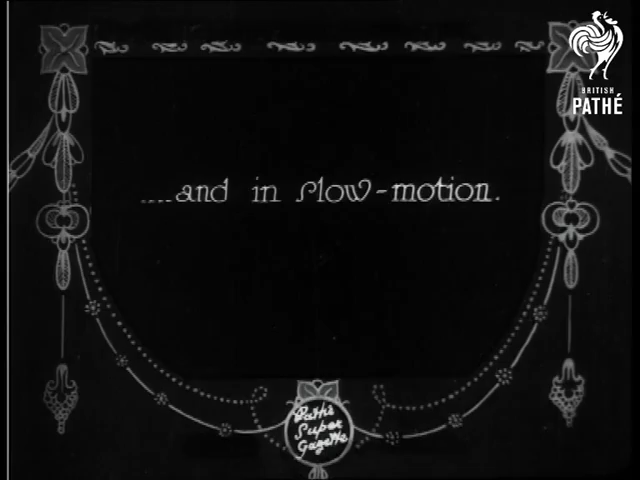 BRITISH
PATHÉ
....and in slow-motion.
Pathé
Super
Gazette